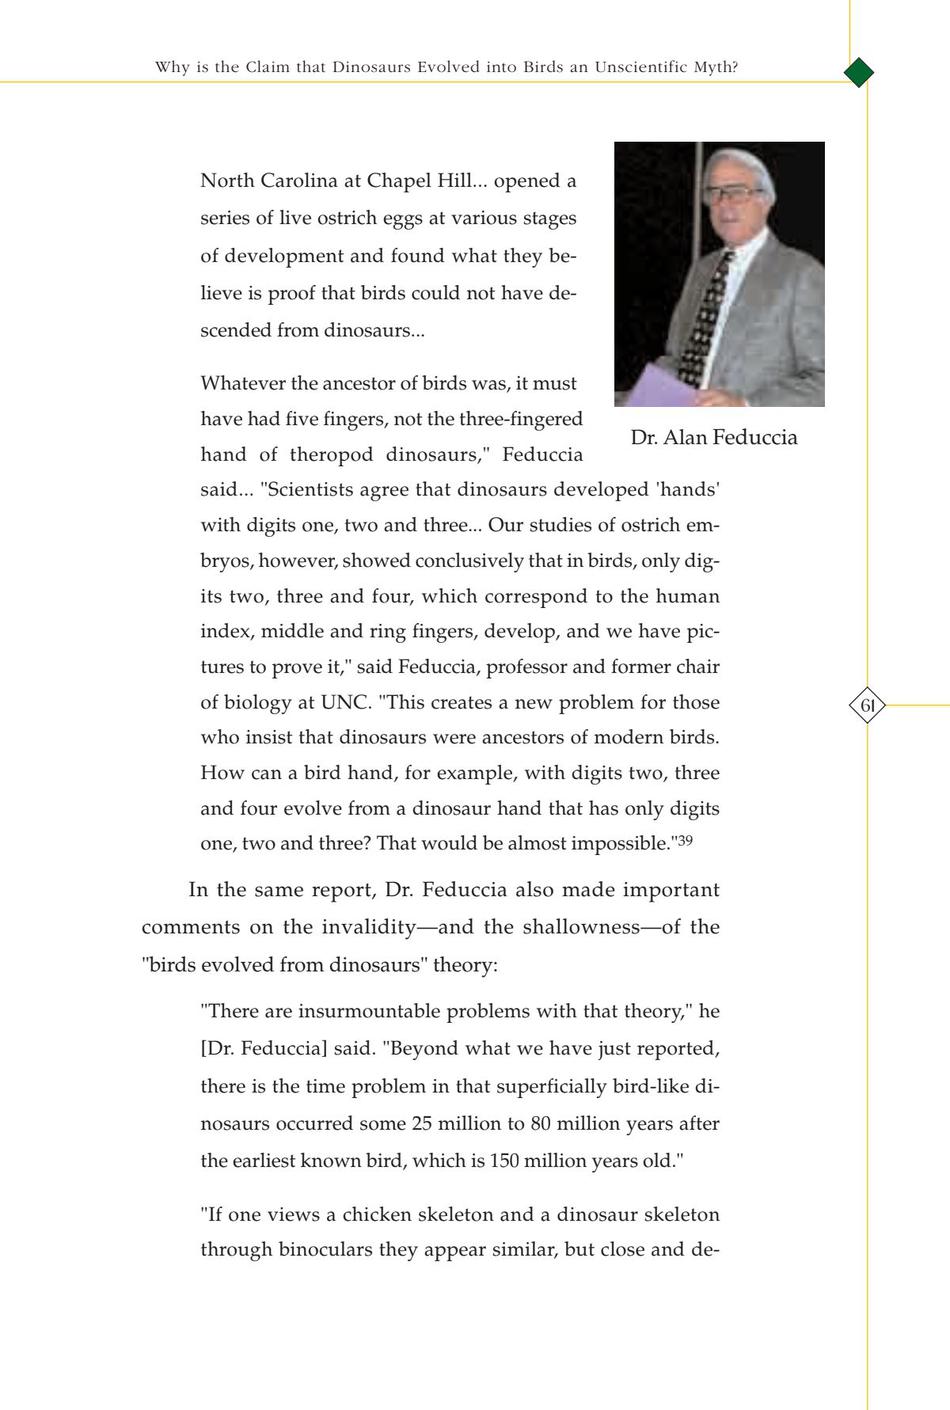 Why is the Claim that Dinosaurs Evolved into Birds an Unscientific Myth?
North Carolina at Chapel Hill... opened a
series of live ostrich eggs at various stages
of development and found what they be-
lieve is proof that birds could not have de-
scended from dinosaurs...
Whatever the ancestor of birds was, it must
have had five fingers, not the three-fingered
hand of theropod dinosaurs," Feduccia
said... "Scientists agree that dinosaurs developed 'hands'
with digits one, two and three... Our studies of ostrich em-
bryos, however, showed conclusively that in birds, only dig-
its two, three and four, which correspond to the human
index, middle and ring fingers, develop, and we have pic-
tures to prove it," said Feduccia, professor and former chair
of biology at UNC. "This creates a new problem for those
who insist that dinosaurs were ancestors of modern birds.
How can a bird hand, for example, with digits two, three
and four evolve from a dinosaur hand that has only digits
one, two and three? That would be almost impossible."39
Dr. Alan Feduccia
In the same report, Dr. Feduccia also made important
comments on the invalidity—and the shallowness—of the
"birds evolved from dinosaurs" theory:
"There are insurmountable problems with that theory," he
[Dr. Feduccia] said. "Beyond what we have just reported,
there is the time problem in that superficially bird-like di-
nosaurs occurred some 25 million to 80 million years after
the earliest known bird, which is 150 million years old."
"If one views a chicken skeleton and a dinosaur skeleton
through binoculars they appear similar, but close and de-
61